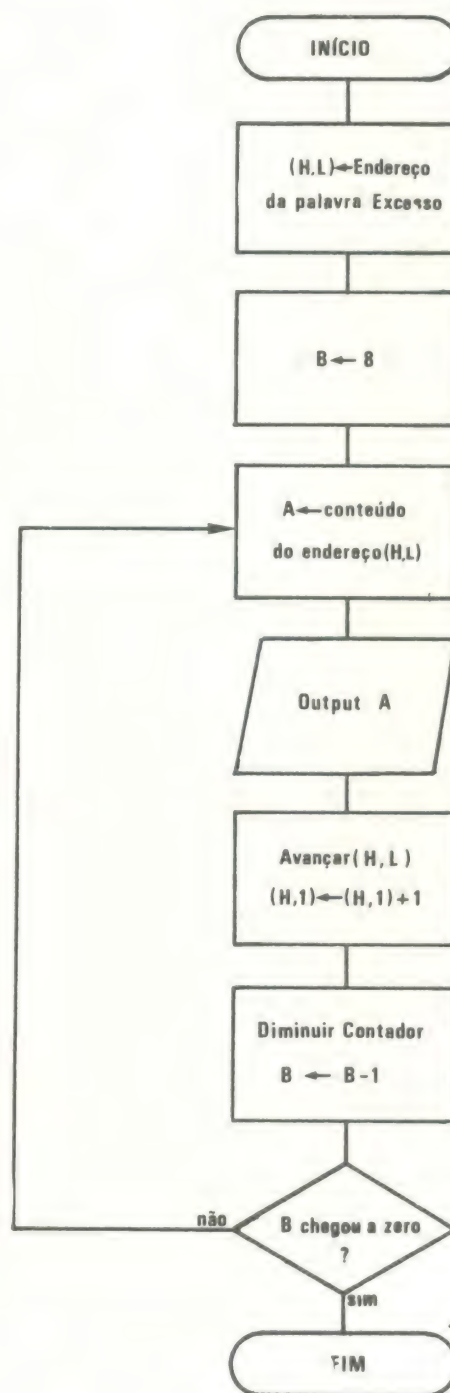 INÍCIO
(H,L)←Endereço
da palavra Excesso
B ← 8
A←conteúdo
do endereço(H,L)
Output A
Avançar(H,L)
(H,1)←(H,1)+1
Diminuir Contador
B ← B-1
B chegou a zero
?
não
sim
FIM